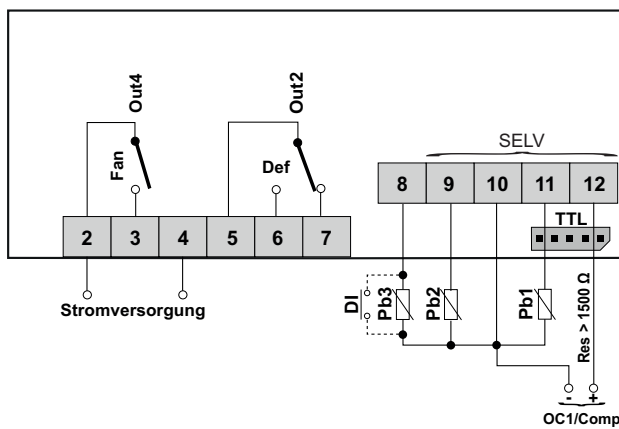 Out4
Out2
Fan
Def
SELV
8 9 10 11 12
TTL
2 3 4 5 6 7
Stromversorgung
DI
Pb3
Pb2
Pb1
Res > 1500 Ω
- +
OC1/Comp